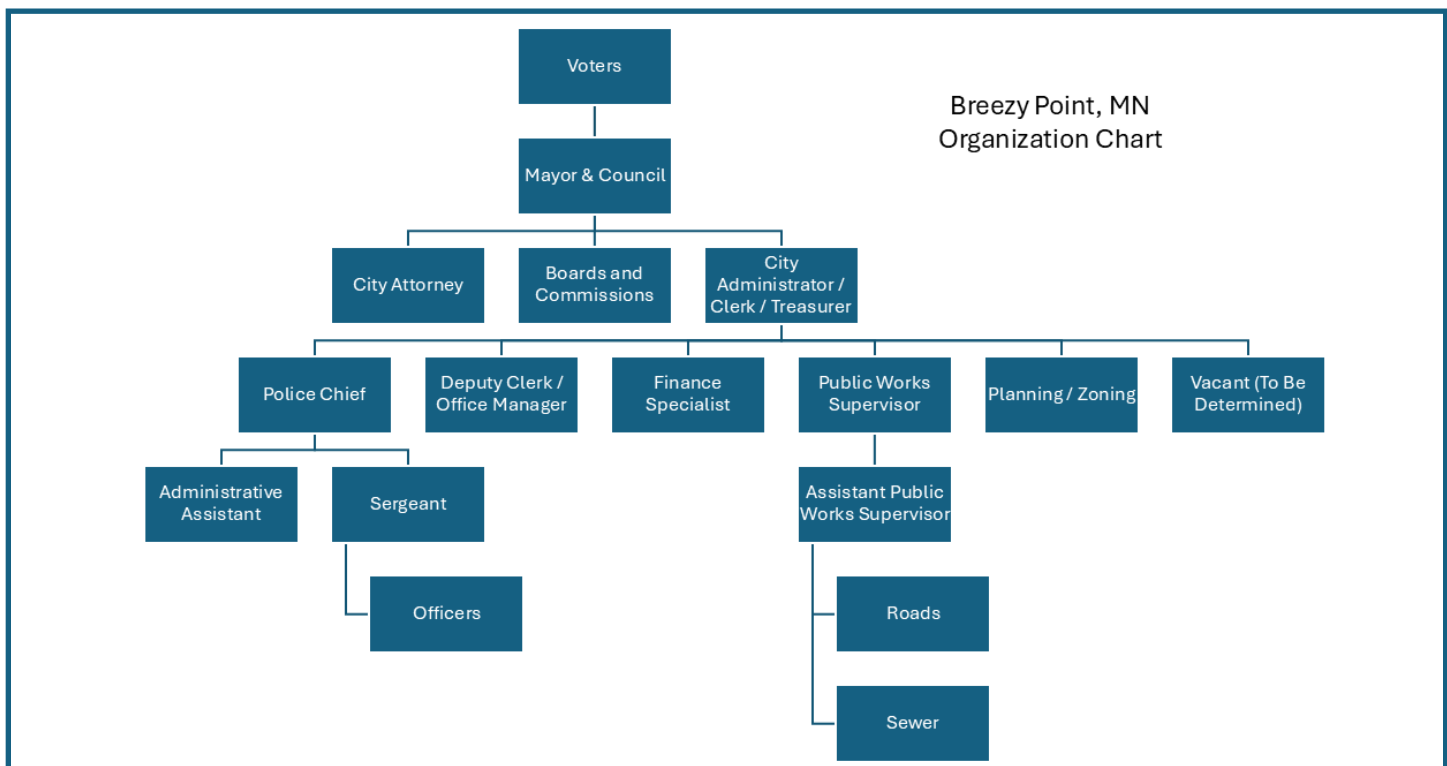 Voters
Breezy Point, MN
Organization Chart
Mayor & Council
City Attorney
Boards and
Commissions
City
Administrator /
Clerk / Treasurer
Police Chief
Deputy Clerk /
Office Manager
Finance
Specialist
Public Works
Supervisor
Planning / Zoning
Vacant (To Be
Determined)
Administrative
Assistant
Sergeant
Assistant Public
Works Supervisor
Officers
Roads
Sewer